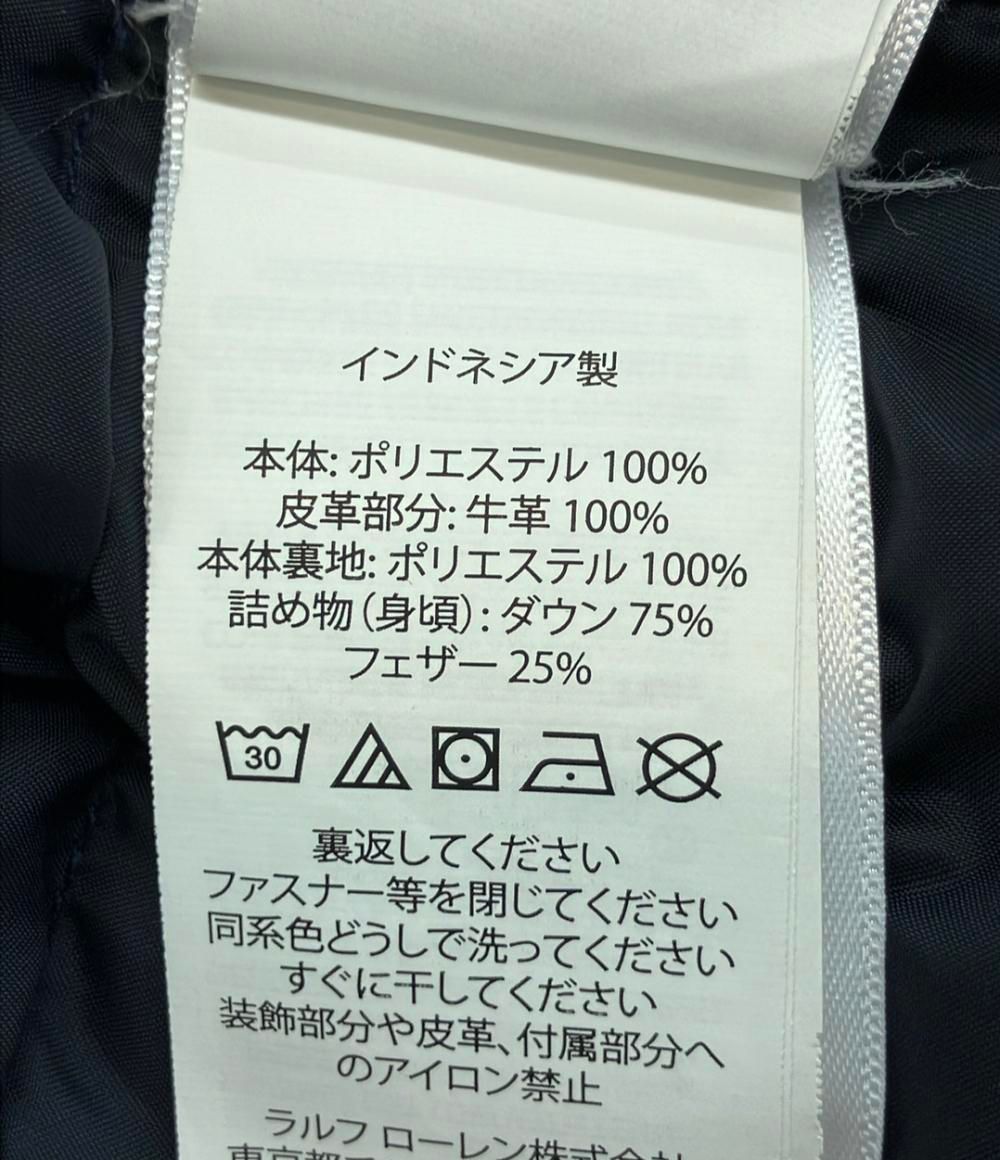 インドネシア製
本体: ポリエステル 100%
皮革部分: 牛革 100%
本体裏地: ポリエステル 100%
詰め物 (身頃) : ダウン 75%
フェザー 25%
30
裏返してください
ファスナー等を閉じてください
同系色どうしで洗ってください
すぐに干してください
装飾部分や皮革、付属部分へ
のアイロン禁止
ラルフ ローレン株式会社
東京都